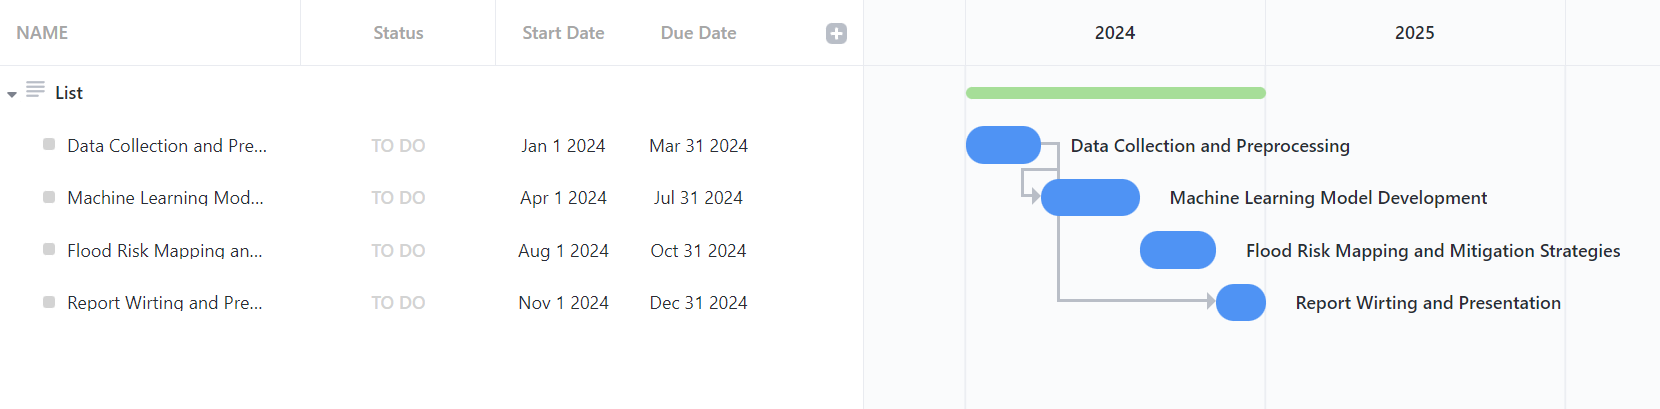 NAME Status Start Date Due Date 2024 2025
List
Data Collection and Pre... TO DO Jan 1 2024 Mar 31 2024 Data Collection and Preprocessing
Machine Learning Mod... TO DO Apr 1 2024 Jul 31 2024 Machine Learning Model Development
Flood Risk Mapping an... TO DO Aug 1 2024 Oct 31 2024 Flood Risk Mapping and Mitigation Strategies
Report Wirting and Pre... TO DO Nov 1 2024 Dec 31 2024 Report Wirting and Presentation